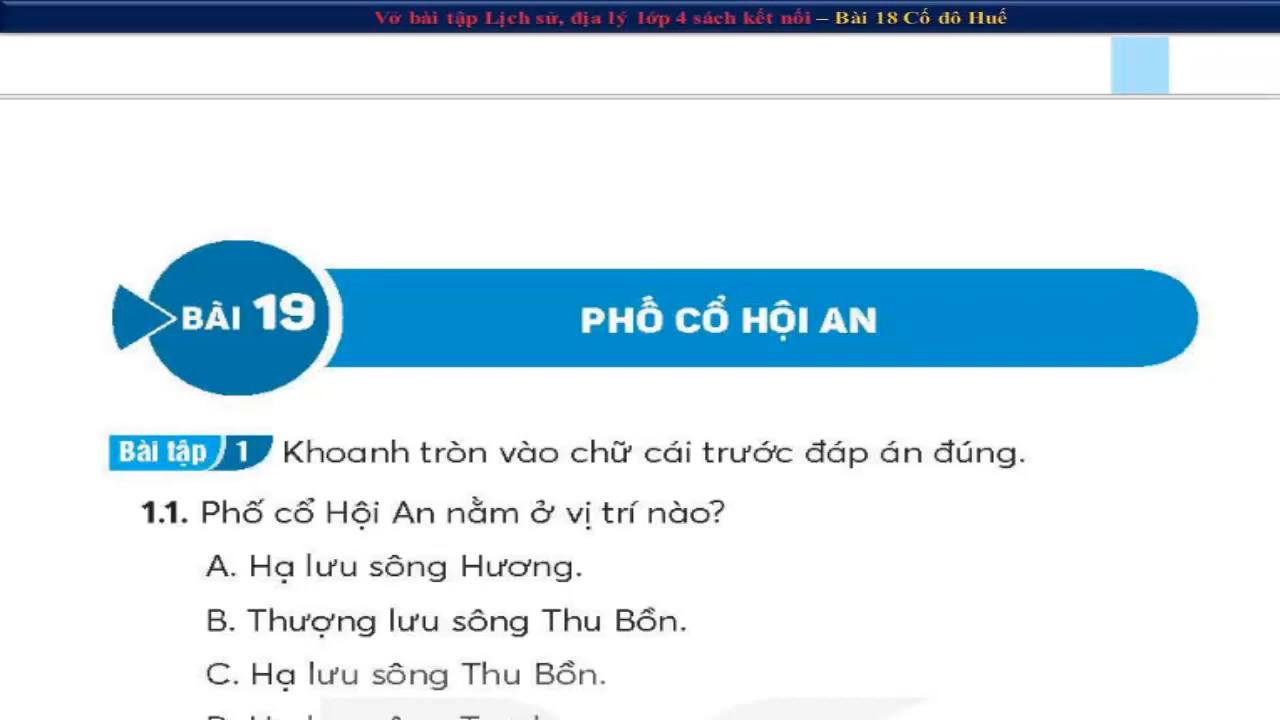 Vở bài tập Lịch sử, địa lý lớp 4 sách kết nối – Bài 18 Cố đô Huế
BÀI 19
PHỐ CỔ HỘI AN
Bài tập 1 Khoanh tròn vào chữ cái trước đáp án đúng.
1.1. Phố cổ Hội An nằm ở vị trí nào?
A. Hạ lưu sông Hương.
B. Thượng lưu sông Thu Bồn.
C. Hạ lưu sông Thu Bồn.